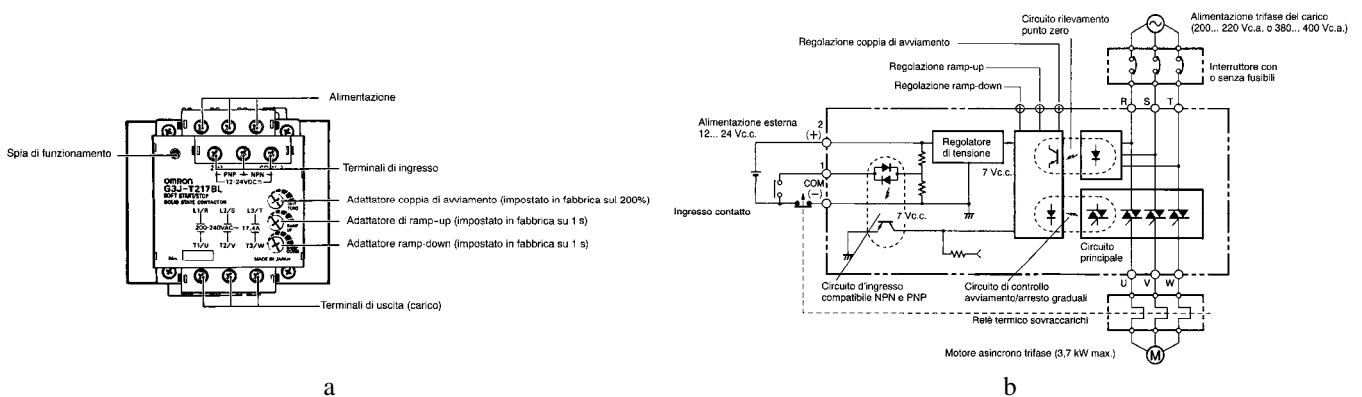 Alimentazione
Spia di funzionamento
Terminali di ingresso
PNP NPN
12-24VDC
OMRON
G3J-T217BL
SOFT START/STOP
SOLID STATE CONTACTOR
Adattatore coppia di avviamento (impostato in fabbrica sul 200%)
L1/R L2/S L3/T
Adattatore di ramp-up (impostato in fabbrica su 1 s)
200-240VAC 17.4A
Adattatore ramp-down (impostato in fabbrica su 1 s)
T1/U T2/V T3/W
No.
MADE IN JAPAN
Terminali di uscita (carico)
a
Circuito rilevamento
punto zero
Alimentazione trifase del carico
(200... 220 Vc.a. o 380... 400 Vc.a.)
Regolazione coppia di avviamento
Regolazione ramp-up
Regolazione ramp-down
Interruttore con
o senza fusibili
R S T
Alimentazione esterna
12... 24 Vc.c.
2
(+)
Regolatore
di tensione
7 Vc.c.
1
COM
(−)
Ingresso contatto
7 Vc.c.
Circuito
principale
Circuito d'ingresso
compatibile NPN e PNP
Circuito di controllo
avviamento/arresto graduali
U V W
Retè termico sovraccarichi
Motore asincrono trifase (3,7 kW max.)
M
b